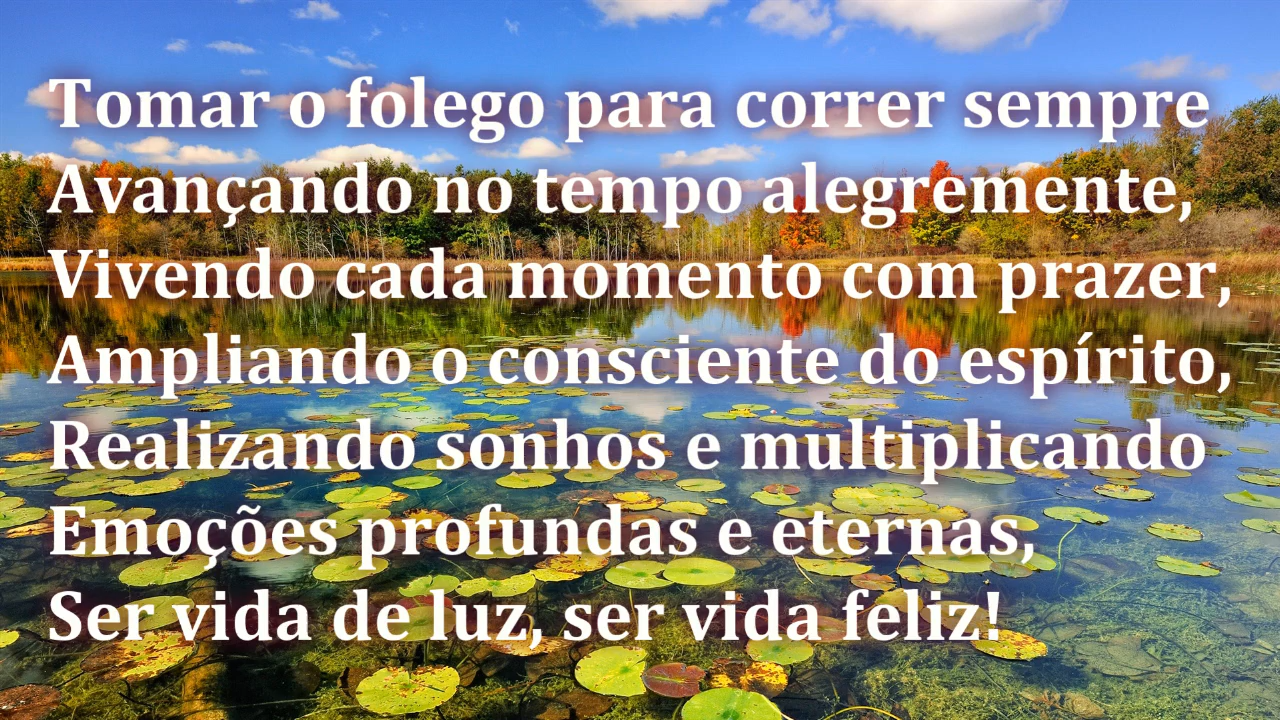 Tomar o folego para correr sempre
Avançando no tempo alegremente,
Vivendo cada momento com prazer,
Ampliando o consciente do espírito,
Realizando sonhos e multiplicando
Emoções profundas e eternas,
Ser vida de luz, ser vida feliz!